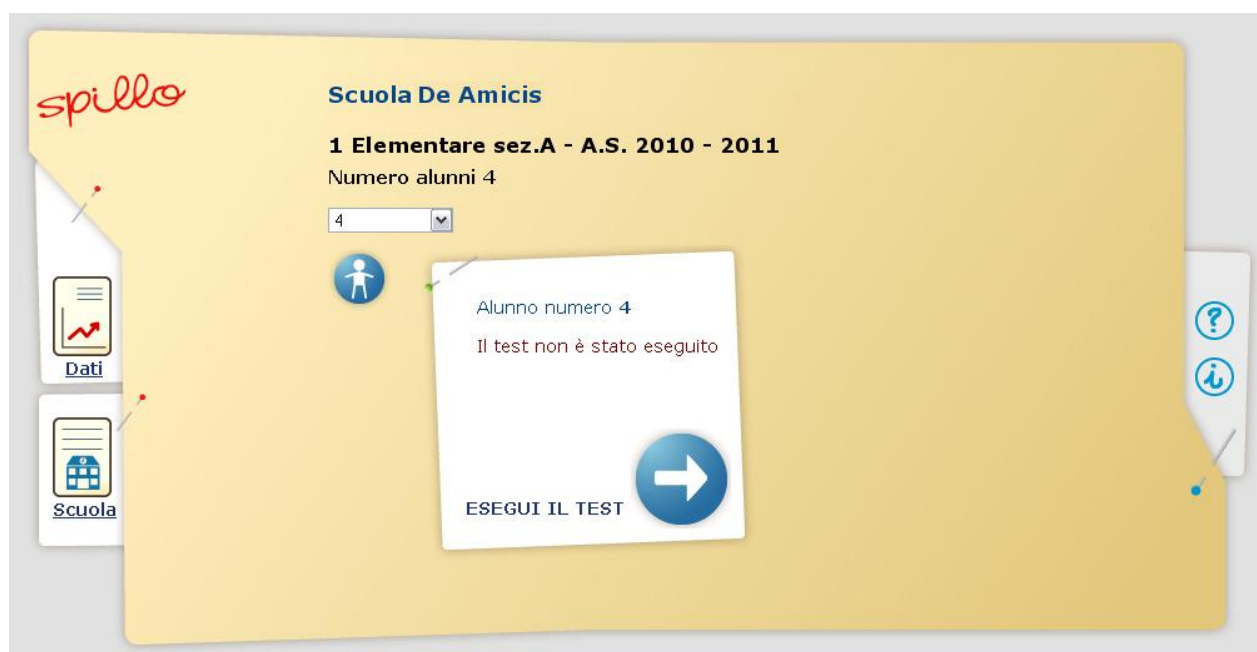 spillo
Scuola De Amicis
1 Elementare sez.A - A.S. 2010 - 2011
Numero alunni 4
4
Alunno numero 4
Il test non è stato eseguito
ESEGUI IL TEST
Dati
Scuola
?
i